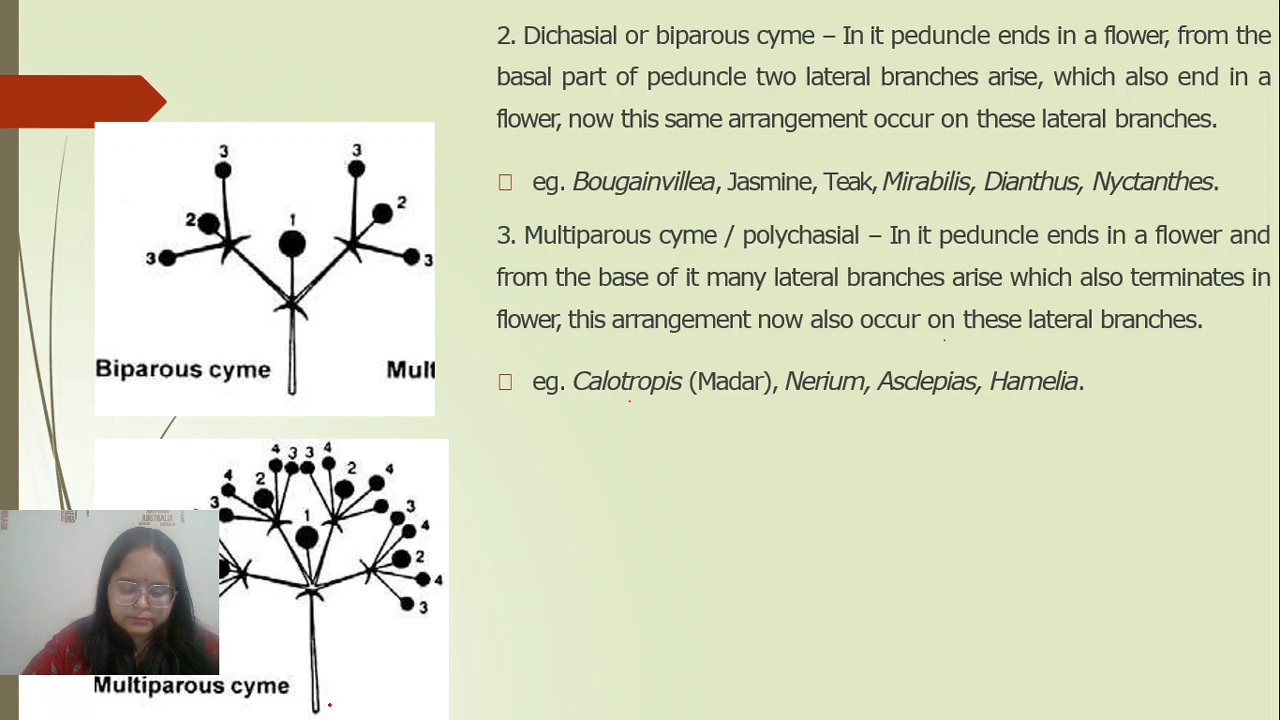 2. Dichasial or biparous cyme – In it peduncle ends in a flower, from the
basal part of peduncle two lateral branches arise, which also end in a
flower, now this same arrangement occur on these lateral branches.
eg. Bougainvillea, Jasmine, Teak, Mirabilis, Dianthus, Nyctanthes.
3. Multiparous cyme / polychasial – In it peduncle ends in a flower and
from the base of it many lateral branches arise which also terminates in
flower, this arrangement now also occur on these lateral branches.
eg. Calotropis (Madar), Nerium, Asclepias, Hamelia.
3 3
2 1 2
3 3
Biparous cyme Mult
4 3 3 4
4 2 2 4
3 1 3
4
2
4
3
Multiparous cyme